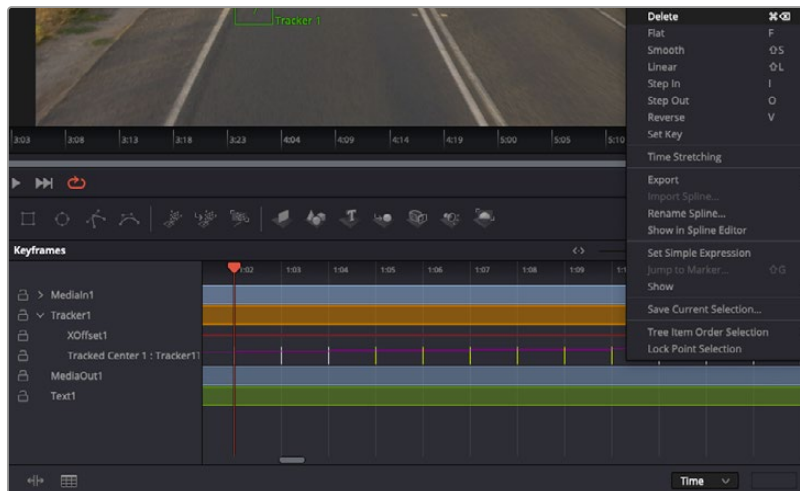 Tracker 1
Delete ⌘⌫
Flat F
Smooth ⇧S
Linear ⇧L
Step In I
Step Out O
Reverse V
Set Key
Time Stretching
Export
Import Spline...
Rename Spline...
Show in Spline Editor
Set Simple Expression
Jump to Marker... ⇧G
Show
Save Current Selection...
Tree Item Order Selection
Lock Point Selection
3:03 3:08 3:13 3:18 3:23 4:04 4:09 4:14 4:19 5:00 5:05 5:10
Keyframes
1:02 1:03 1:04 1:05 1:06 1:07 1:08 1:09
MediaIn1
Tracker1
XOffset1
Tracked Center 1 : Tracker1
MediaOut1
Text1
Time